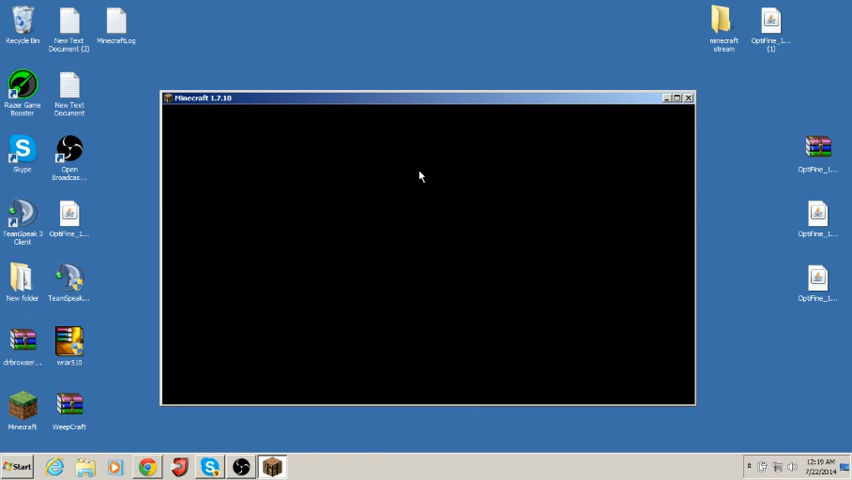 Recycle Bin
New Text
Document (2)
MinecraftLog
minecraft
stream
OptiFine_1...
(1)
Minecraft 1.7.10
Razer Game
Booster
New Text
Document
Skype
Open
Broadcas...
OptiFine_1...
TeamSpeak 3
Client
OptiFine_1...
OptiFine_1...
New folder
TeamSpeak...
OptiFine_1...
drbrowser...
wrar510
Minecraft
WeepCraft
Start
12:19 AM
7/22/2014